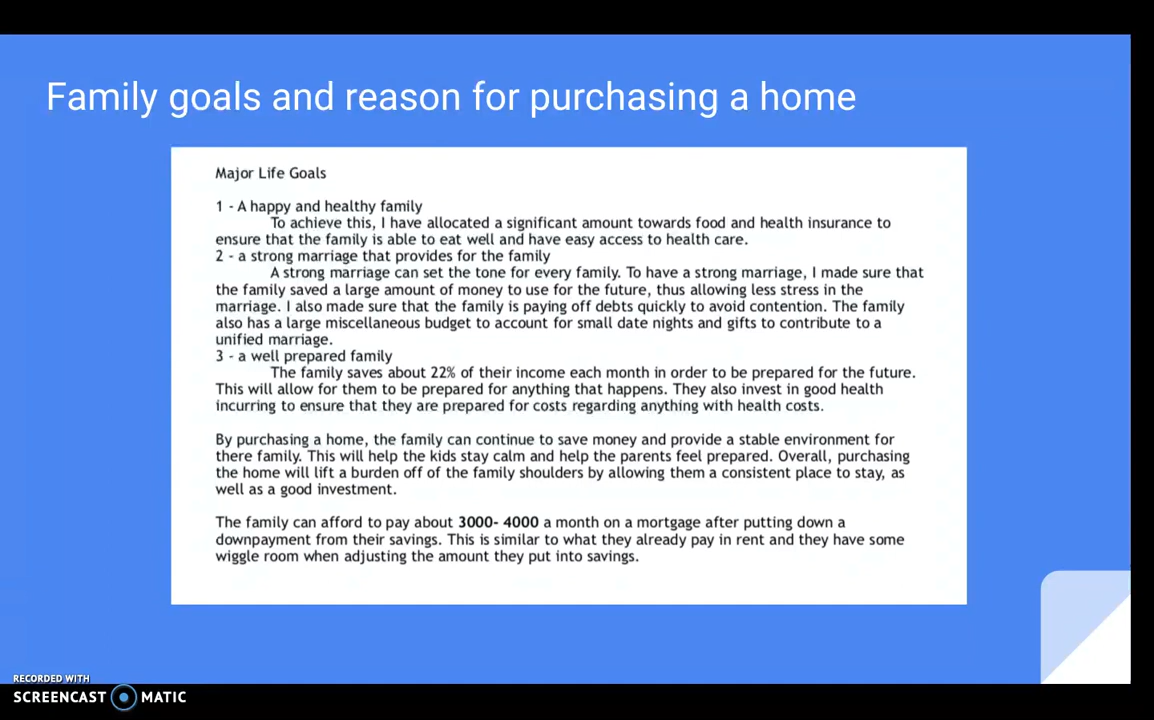 Family goals and reason for purchasing a home
Major Life Goals
1 - A happy and healthy family
To achieve this, I have allocated a significant amount towards food and health insurance to
ensure that the family is able to eat well and have easy access to health care.
2 - a strong marriage that provides for the family
A strong marriage can set the tone for every family. To have a strong marriage, I made sure that
the family saved a large amount of money to use for the future, thus allowing less stress in the
marriage. I also made sure that the family is paying off debts quickly to avoid contention. The family
also has a large miscellaneous budget to account for small date nights and gifts to contribute to a
unified marriage.
3 - a well prepared family
The family saves about 22% of their income each month in order to be prepared for the future.
This will allow for them to be prepared for anything that happens. They also invest in good health
incurring to ensure that they are prepared for costs regarding anything with health costs.
By purchasing a home, the family can continue to save money and provide a stable environment for
there family. This will help the kids stay calm and help the parents feel prepared. Overall, purchasing
the home will lift a burden off of the family shoulders by allowing them a consistent place to stay, as
well as a good investment.
The family can afford to pay about 3000- 4000 a month on a mortgage after putting down a
downpayment from their savings. This is similar to what they already pay in rent and they have some
wiggle room when adjusting the amount they put into savings.
RECORDED WITH
SCREENCAST MATIC